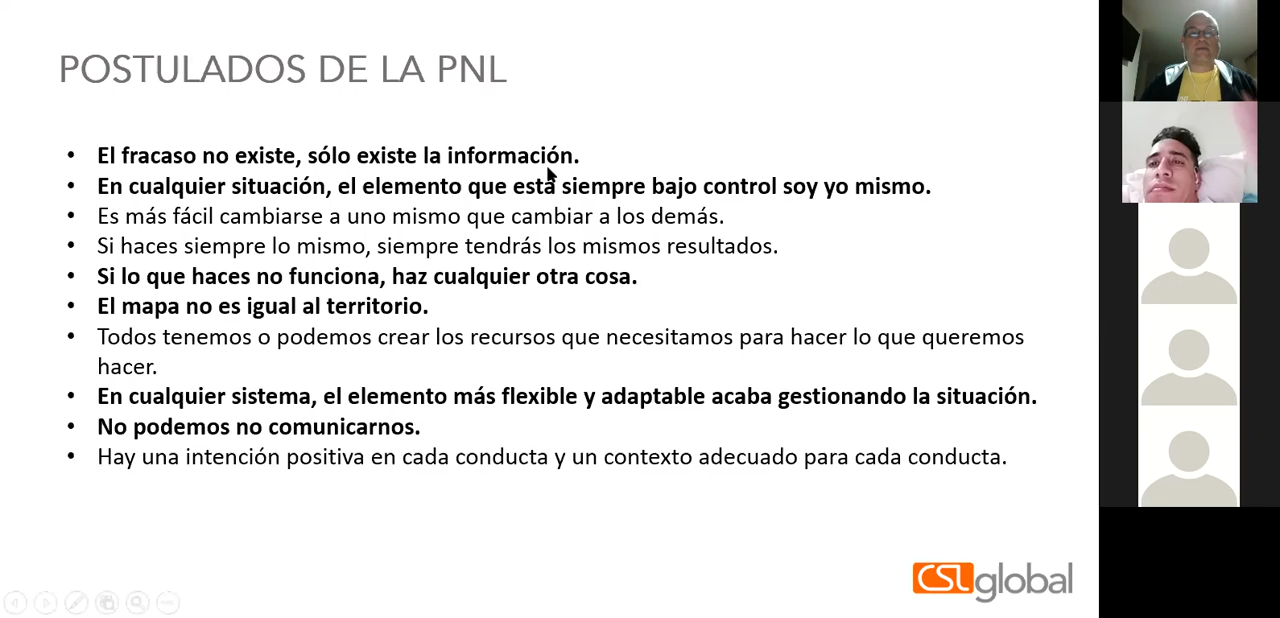 POSTULADOS DE LA PNL
• El fracaso no existe, sólo existe la información.
• En cualquier situación, el elemento que está siempre bajo control soy yo mismo.
• Es más fácil cambiarse a uno mismo que cambiar a los demás.
• Si haces siempre lo mismo, siempre tendrás los mismos resultados.
• Si lo que haces no funciona, haz cualquier otra cosa.
• El mapa no es igual al territorio.
• Todos tenemos o podemos crear los recursos que necesitamos para hacer lo que queremos
hacer.
• En cualquier sistema, el elemento más flexible y adaptable acaba gestionando la situación.
• No podemos no comunicarnos.
• Hay una intención positiva en cada conducta y un contexto adecuado para cada conducta.
CSL global